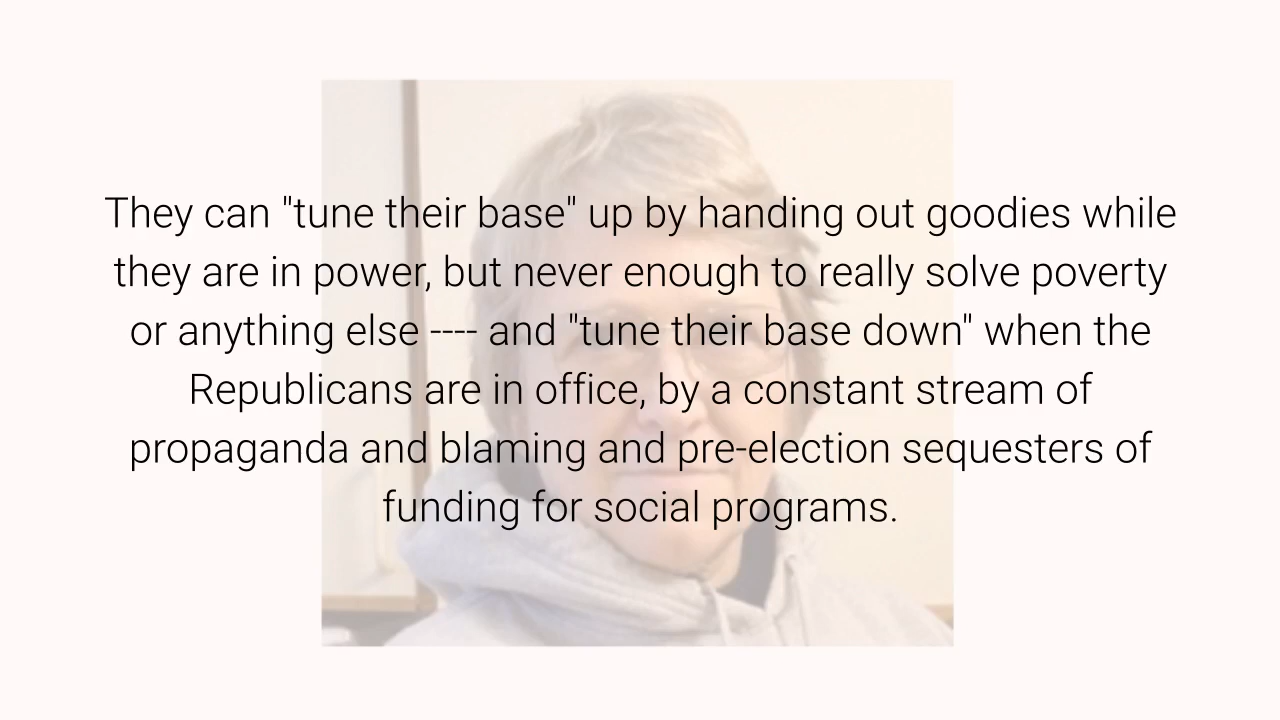 They can "tune their base" up by handing out goodies while
they are in power, but never enough to really solve poverty
or anything else ---- and "tune their base down" when the
Republicans are in office, by a constant stream of
propaganda and blaming and pre-election sequesters of
funding for social programs.